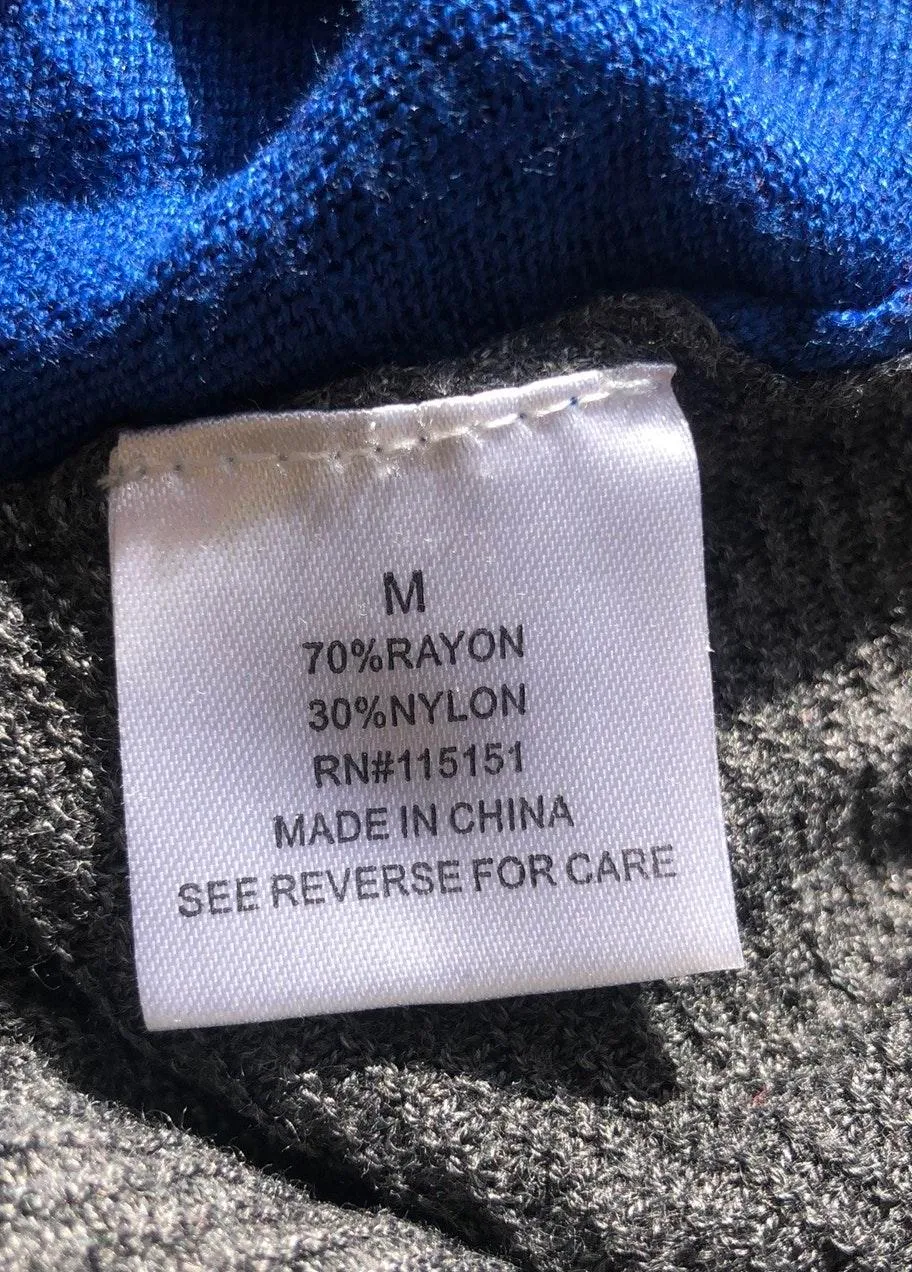 M
70%RAYON
30%NYLON
RN#115151
MADE IN CHINA
SEE REVERSE FOR CARE